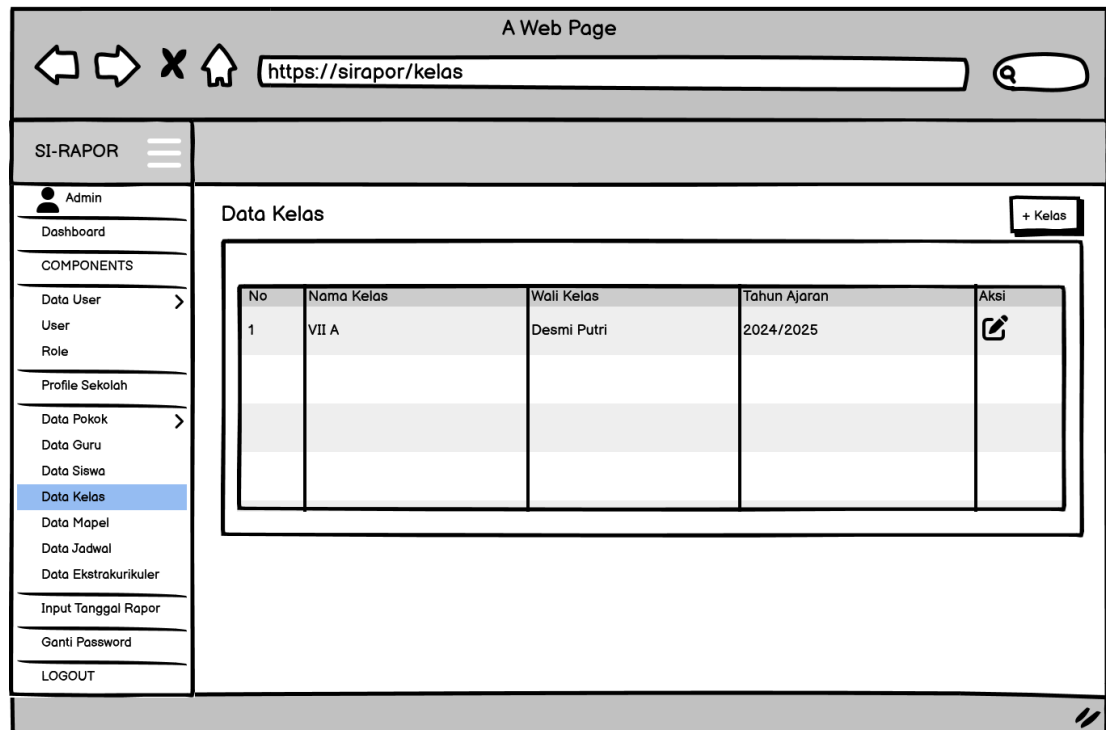 A Web Page
https://sirapor/kelas
SI-RAPOR
Admin
Dashboard
COMPONENTS
Data User
User
Role
Profile Sekolah
Data Pokok
Data Guru
Data Siswa
Data Kelas
Data Mapel
Data Jadwal
Data Ekstrakurikuler
Input Tanggal Rapor
Ganti Password
LOGOUT
Data Kelas
+ Kelas
No Nama Kelas Wali Kelas Tahun Ajaran Aksi
1 VII A Desmi Putri 2024/2025